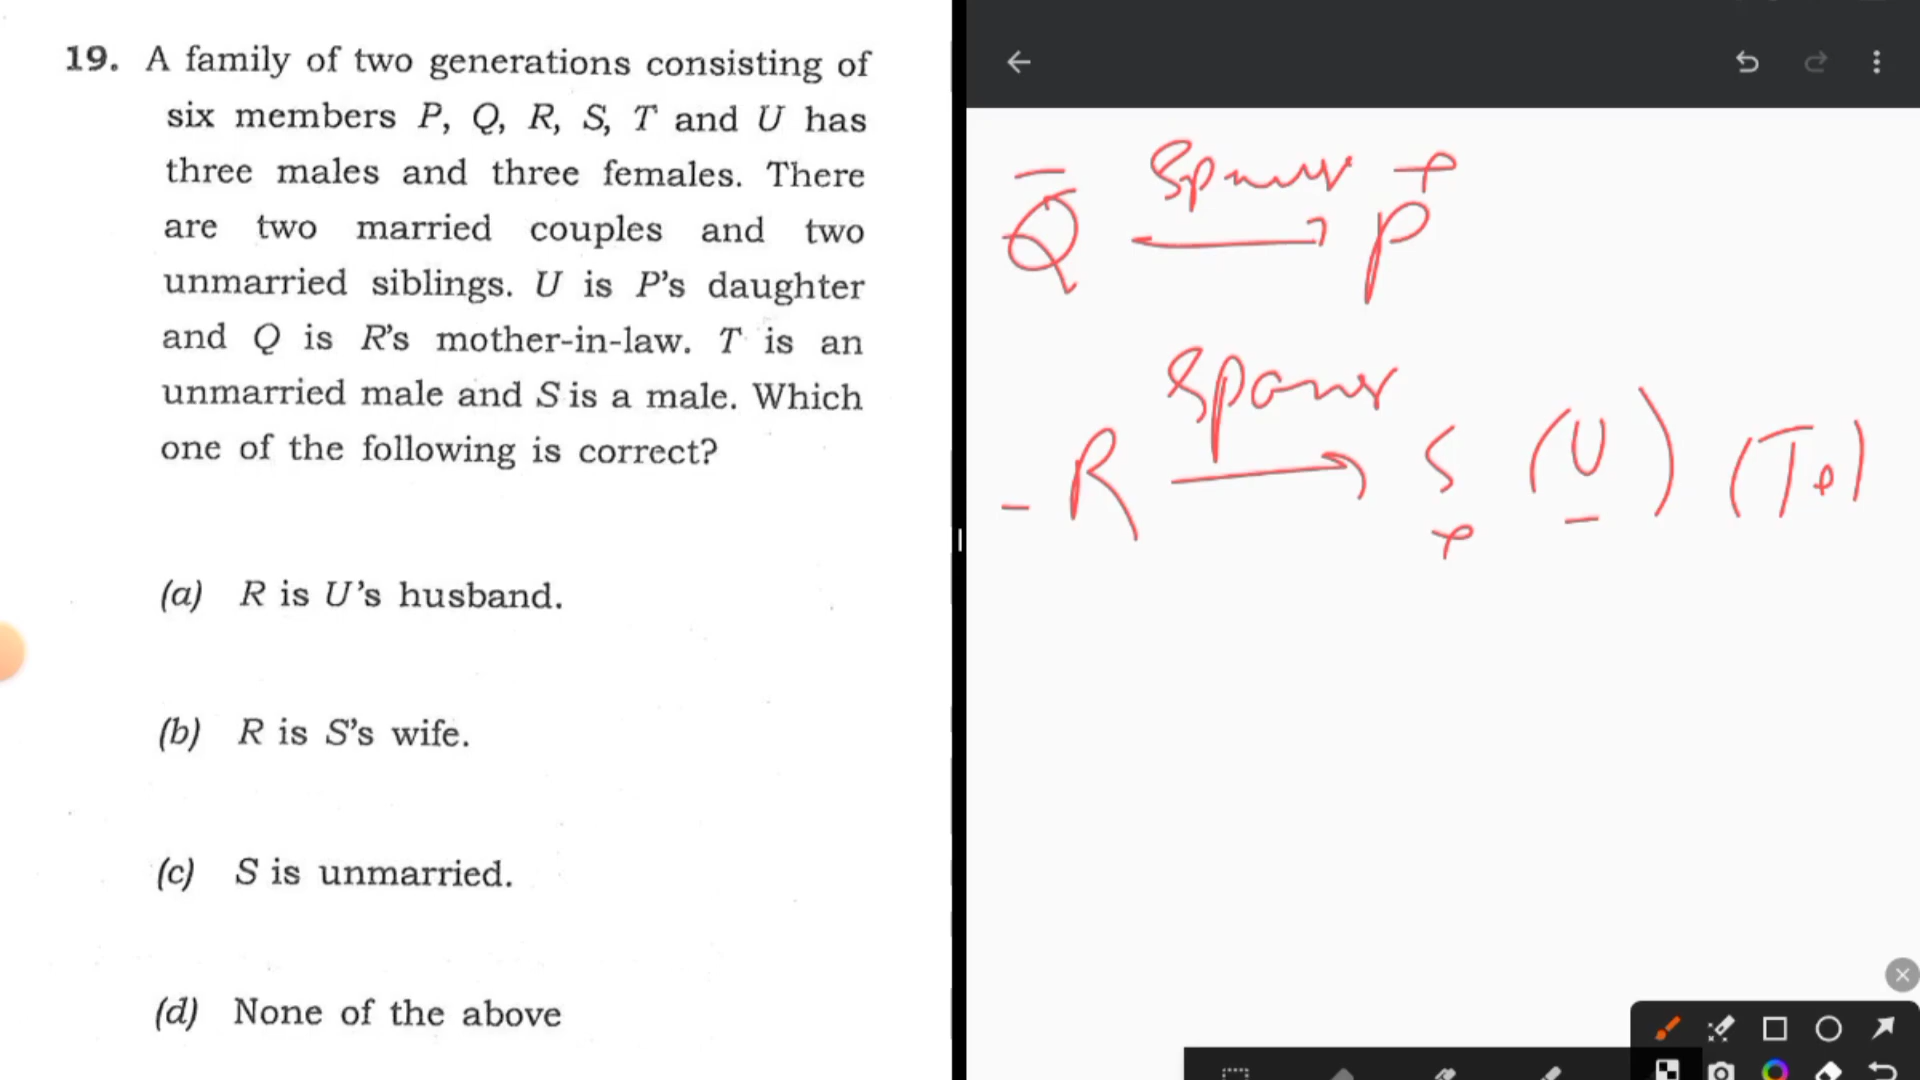 19. A family of two generations consisting of
six members P, Q, R, S, T and U has
three males and three females. There
are two married couples and two
unmarried siblings. U is P's daughter
and Q is R's mother-in-law. T is an
unmarried male and S is a male. Which
one of the following is correct?
(a) R is U's husband.
(b) R is S's wife.
(c) S is unmarried.
(d) None of the above
- Spouse +
Q P
Spouse
- R S (U) (T+)
+ -